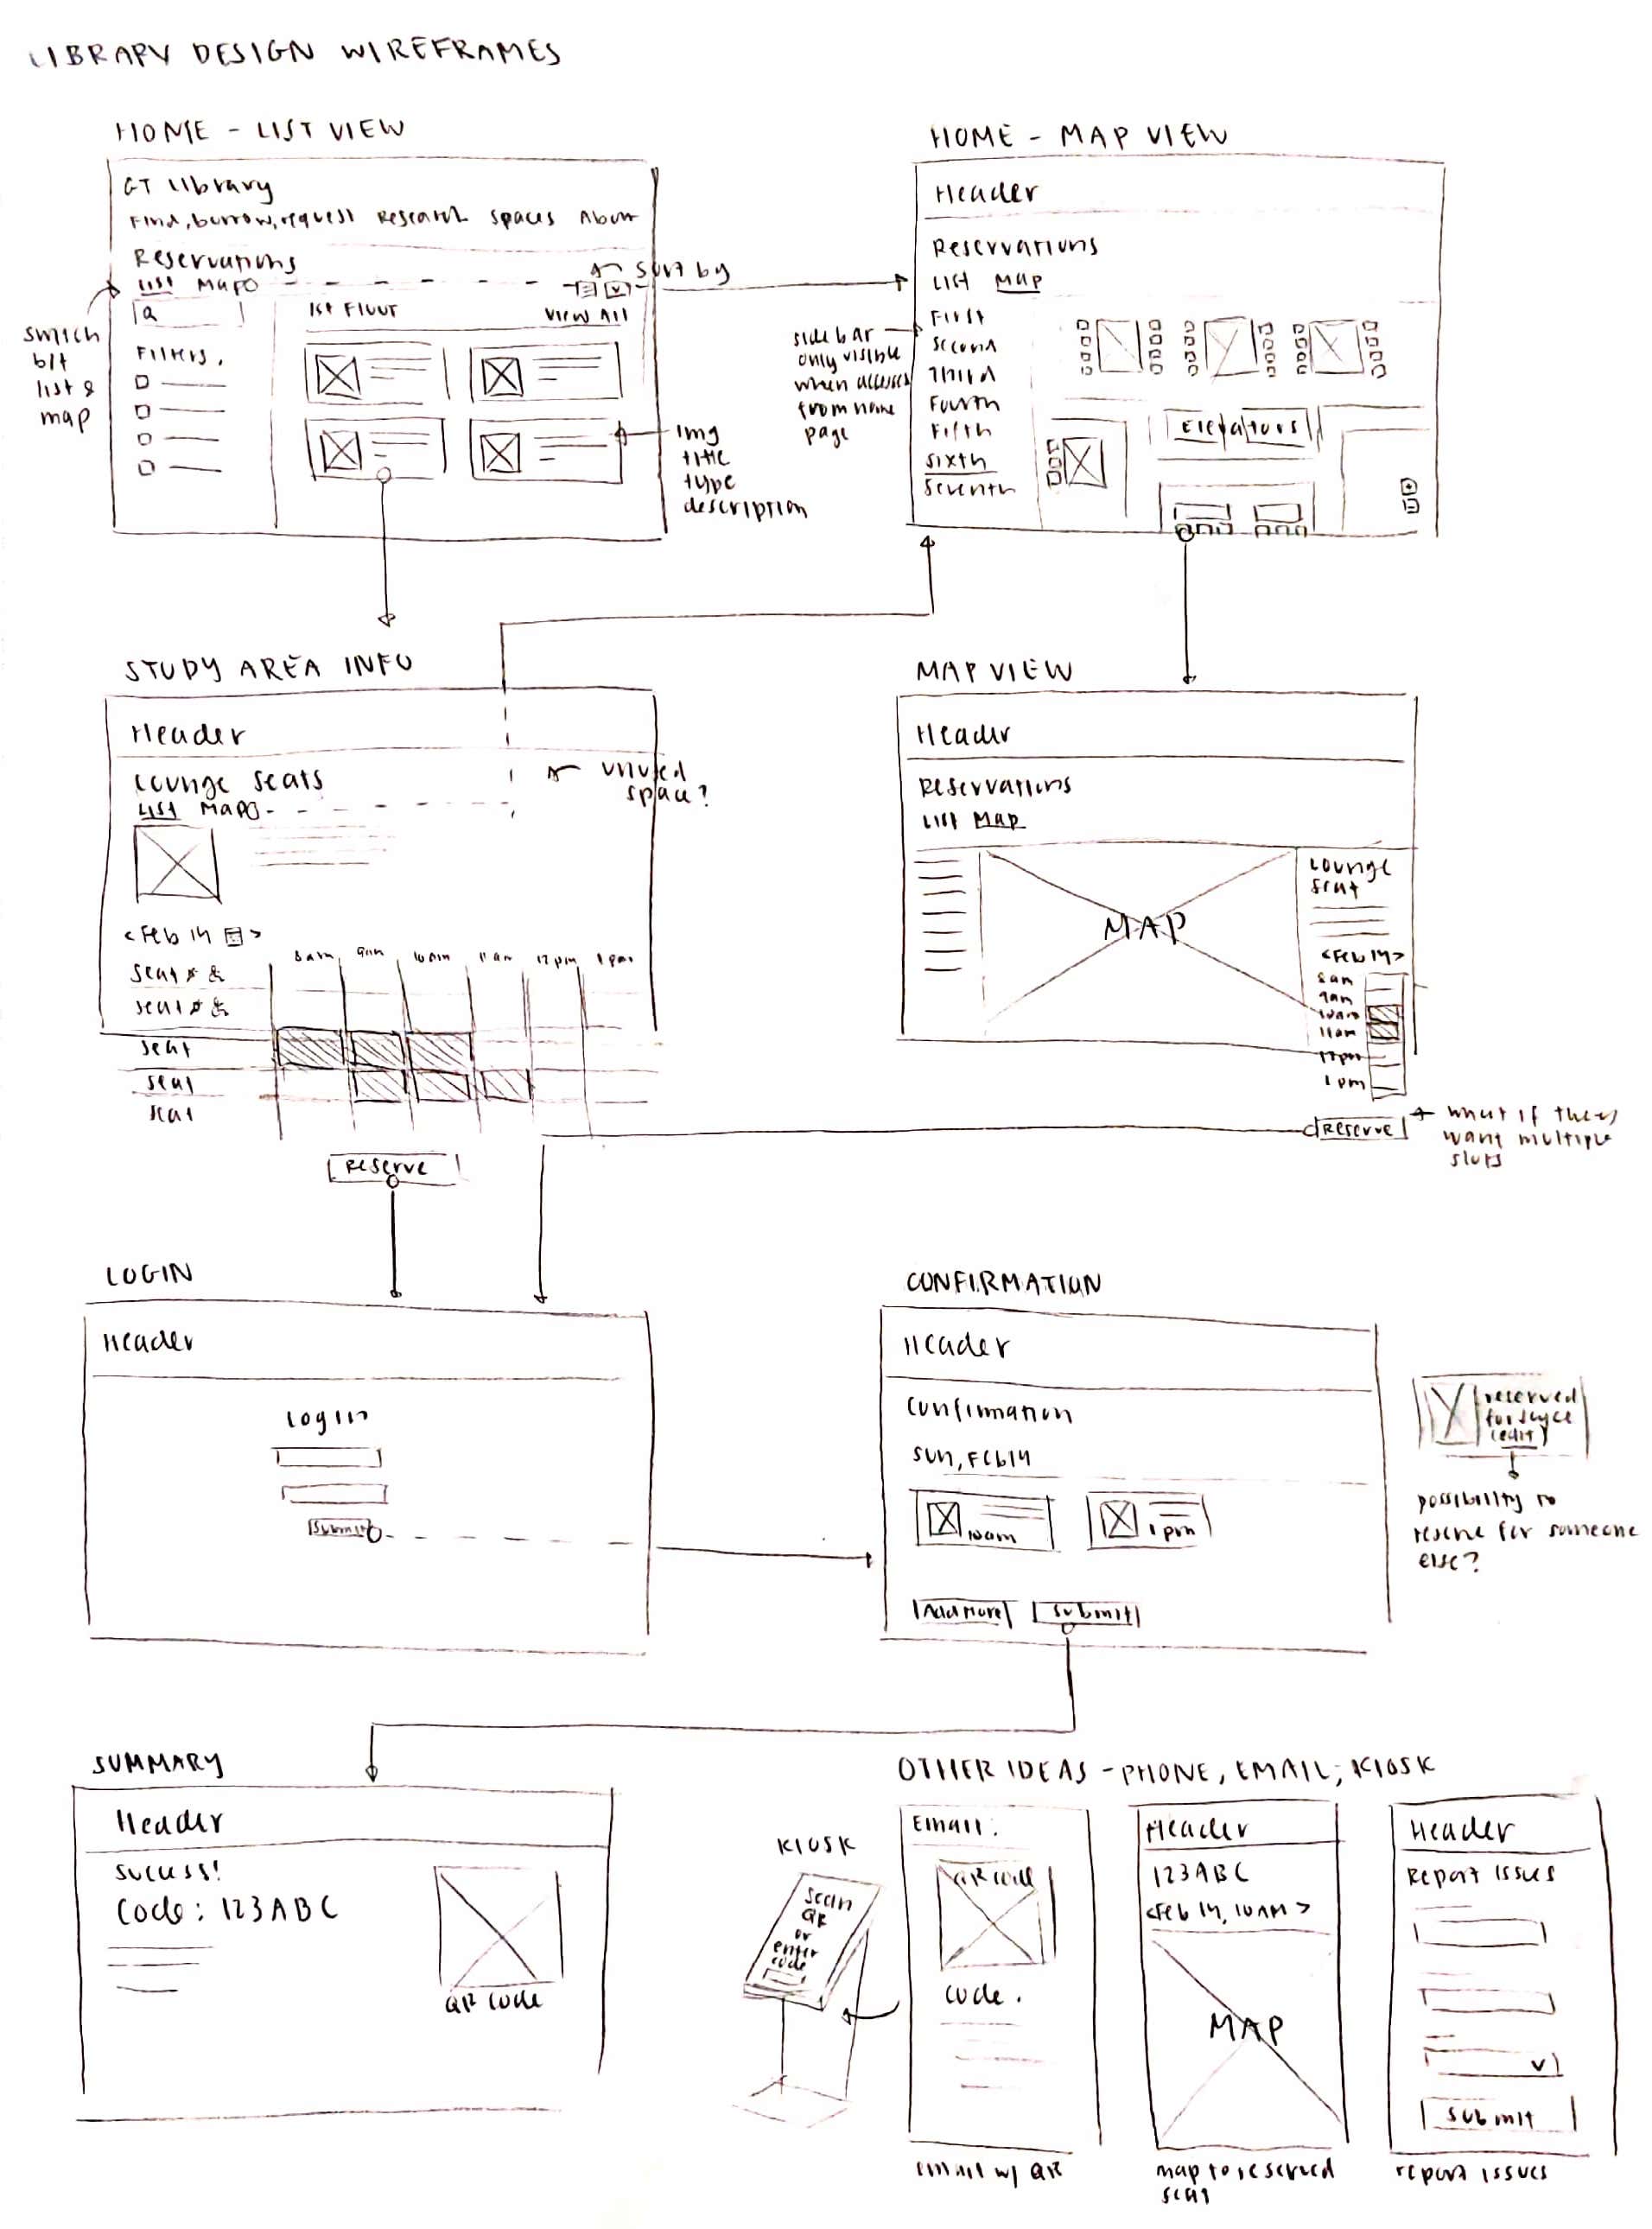 LIBRARY DESIGN WIREFRAMES
HOME - LIST VIEW
GT Library
Find, borrow, request Research Spaces About
Reservations
List Map
sort by
switch
b/t
list &
map
1st Floor View All
Filters.
img
title
type
description
HOME - MAP VIEW
Header
Reservations
List Map
First
Second
Third
Fourth
Fifth
Sixth
Seventh
Elevators
side bar
only visible
when accessed
from home
page
STUDY AREA INFO
Header
Lounge Seats
List Map
unused
space?
< Feb 14 >
8am 9am 10am 11am 12pm 1pm
seat
seat
seat
seat
seat
Reserve
MAP VIEW
Header
Reservations
List Map
MAP
Lounge
Seat
<Feb 14>
8am
9am
10am
11am
12pm
1pm
Reserve
what if they
want multiple
slots
LOGIN
Header
Login
Submit
CONFIRMATION
Header
Confirmation
Sun, Feb 14
10am 1pm
Add More Submit
reserved
for
(edit)
possibility to
reserve for someone
else?
SUMMARY
Header
Sucess!
Code: 123ABC
QR code
OTHER IDEAS - PHONE, EMAIL, KIOSK
KIOSK
Scan
QR
or
enter
code
Email:
QR code
code.
email w/ QR
Header
123ABC
<Feb 14, 10AM >
MAP
map to reserved
seat
Header
Report Issues
Submit
report issues